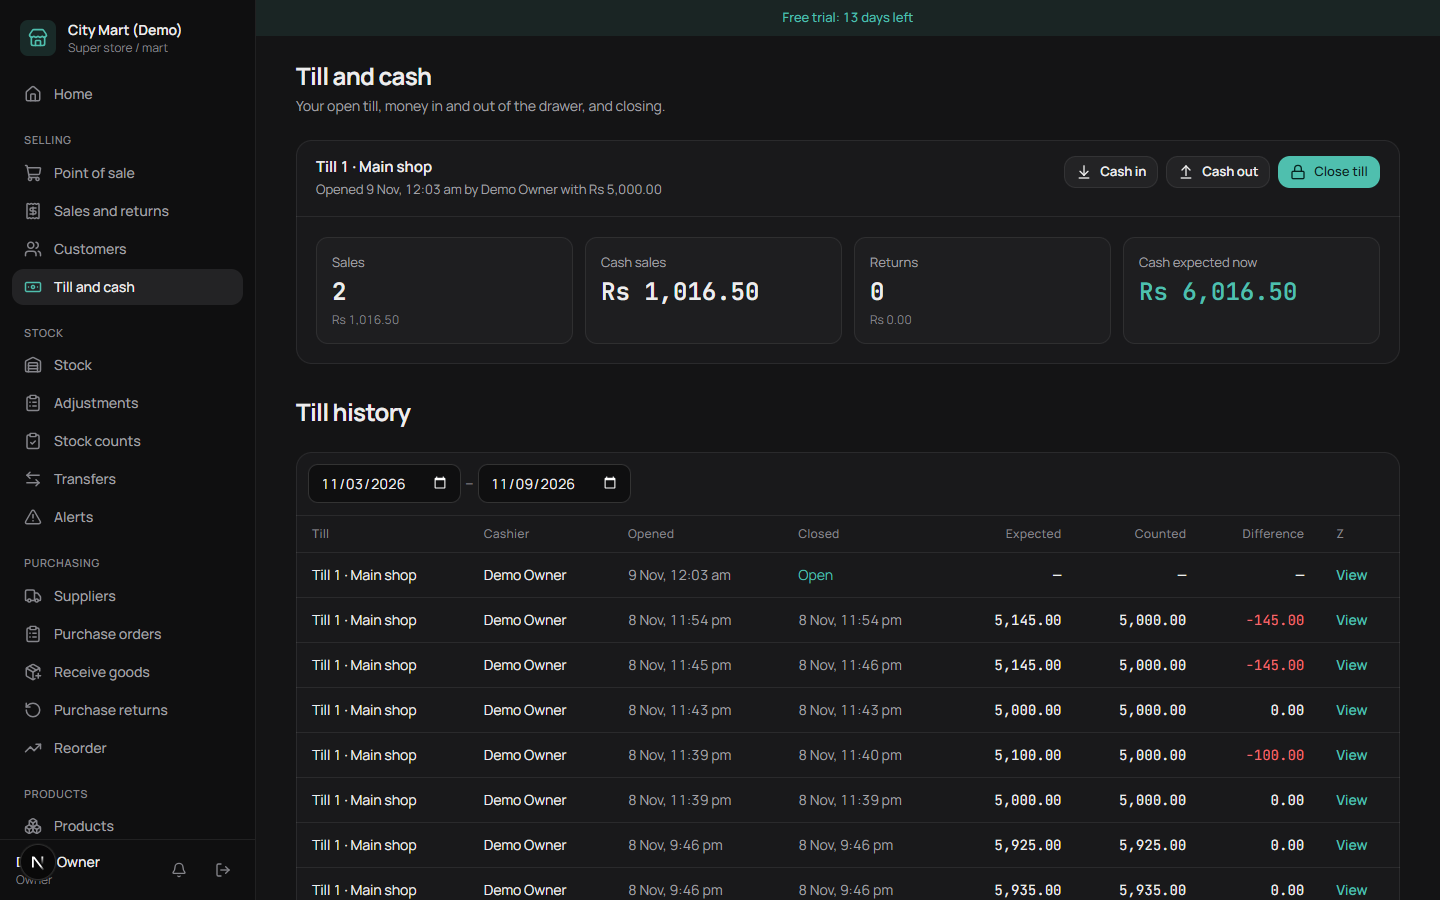 City Mart (Demo)
Super store / mart
Home
SELLING
Point of sale
Sales and returns
Customers
Till and cash
STOCK
Stock
Adjustments
Stock counts
Transfers
Alerts
PURCHASING
Suppliers
Purchase orders
Receive goods
Purchase returns
Reorder
PRODUCTS
Products
N Owner
Free trial: 13 days left
Till and cash
Your open till, money in and out of the drawer, and closing.
Till 1 · Main shop
Opened 9 Nov, 12:03 am by Demo Owner with Rs 5,000.00
Cash in Cash out Close till
Sales
2
Rs 1,016.50
Cash sales
Rs 1,016.50
Returns
0
Rs 0.00
Cash expected now
Rs 6,016.50
Till history
11/03/2026 – 11/09/2026
Till Cashier Opened Closed Expected Counted Difference Z
Till 1 · Main shop Demo Owner 9 Nov, 12:03 am Open — — — View
Till 1 · Main shop Demo Owner 8 Nov, 11:54 pm 8 Nov, 11:54 pm 5,145.00 5,000.00 -145.00 View
Till 1 · Main shop Demo Owner 8 Nov, 11:45 pm 8 Nov, 11:46 pm 5,145.00 5,000.00 -145.00 View
Till 1 · Main shop Demo Owner 8 Nov, 11:43 pm 8 Nov, 11:43 pm 5,000.00 5,000.00 0.00 View
Till 1 · Main shop Demo Owner 8 Nov, 11:39 pm 8 Nov, 11:40 pm 5,100.00 5,000.00 -100.00 View
Till 1 · Main shop Demo Owner 8 Nov, 11:39 pm 8 Nov, 11:39 pm 5,000.00 5,000.00 0.00 View
Till 1 · Main shop Demo Owner 8 Nov, 9:46 pm 8 Nov, 9:46 pm 5,925.00 5,925.00 0.00 View
Till 1 · Main shop Demo Owner 8 Nov, 9:46 pm 8 Nov, 9:46 pm 5,935.00 5,935.00 0.00 View